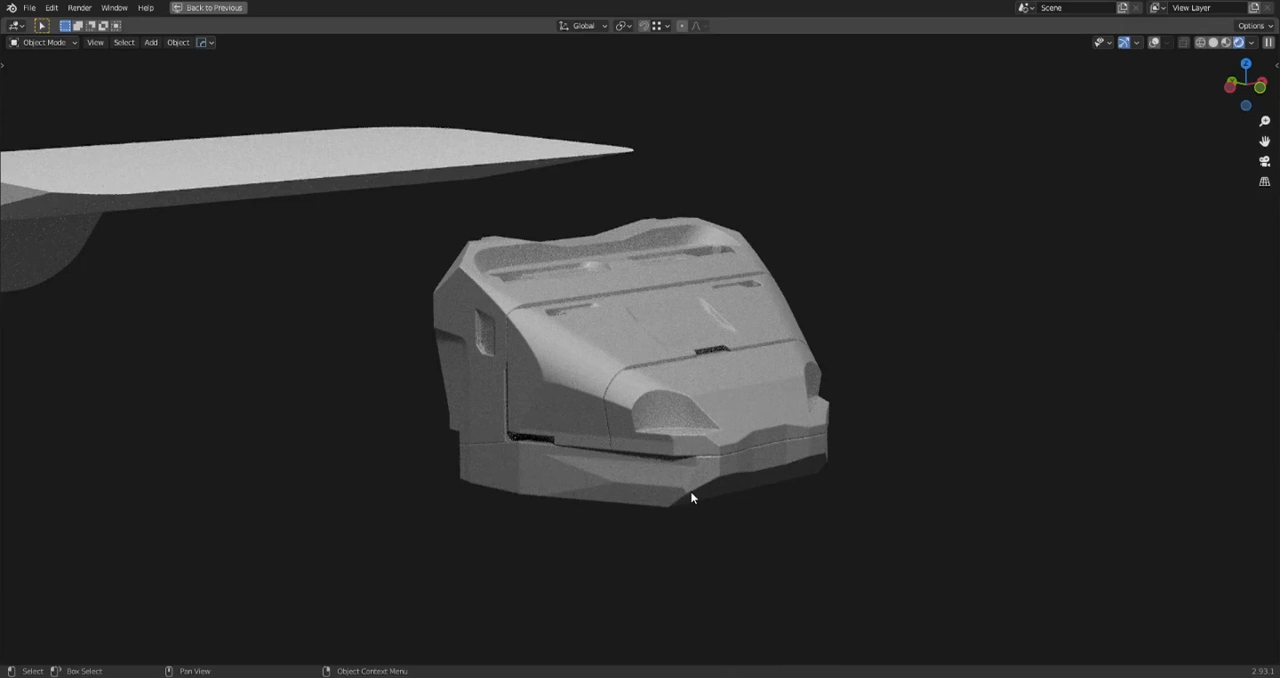 File Edit Render Window Help Back to Previous Scene View Layer
Global Options
Object Mode View Select Add Object
Z
Select Box Select Pan View Object Context Menu 2.93.1